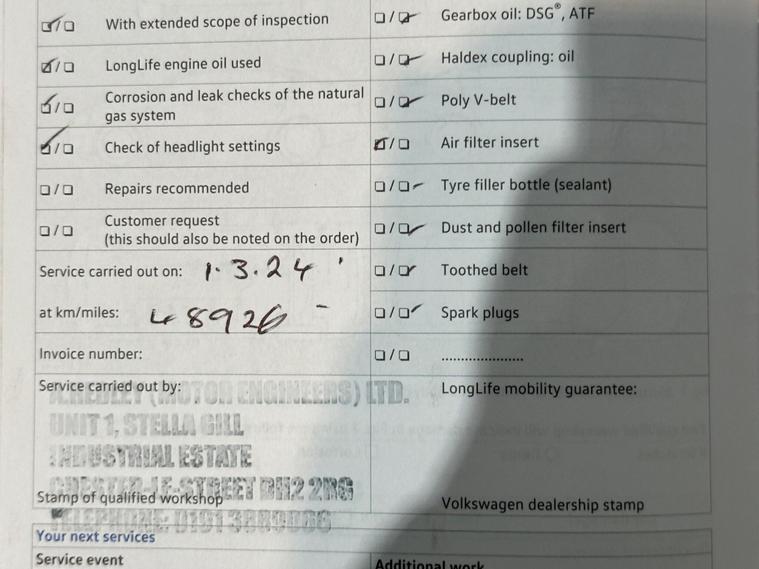 With extended scope of inspection
LongLife engine oil used
Corrosion and leak checks of the natural
gas system
Check of headlight settings
Repairs recommended
Customer request
(this should also be noted on the order)
Service carried out on: 1.3.24
at km/miles: 48926
Invoice number:
Service carried out by:
(MOTOR ENGINEERS) LTD.
UNIT 1, STELLA GILL
INDUSTRIAL ESTATE
CHESTER-LE-STREET DH2 2RG
Stamp of qualified workshop
TELEPHONE: 0191
Gearbox oil: DSG®, ATF
Haldex coupling: oil
Poly V-belt
Air filter insert
Tyre filler bottle (sealant)
Dust and pollen filter insert
Toothed belt
Spark plugs
.....................
LongLife mobility guarantee:
Volkswagen dealership stamp
Your next services
Service event
Additional work